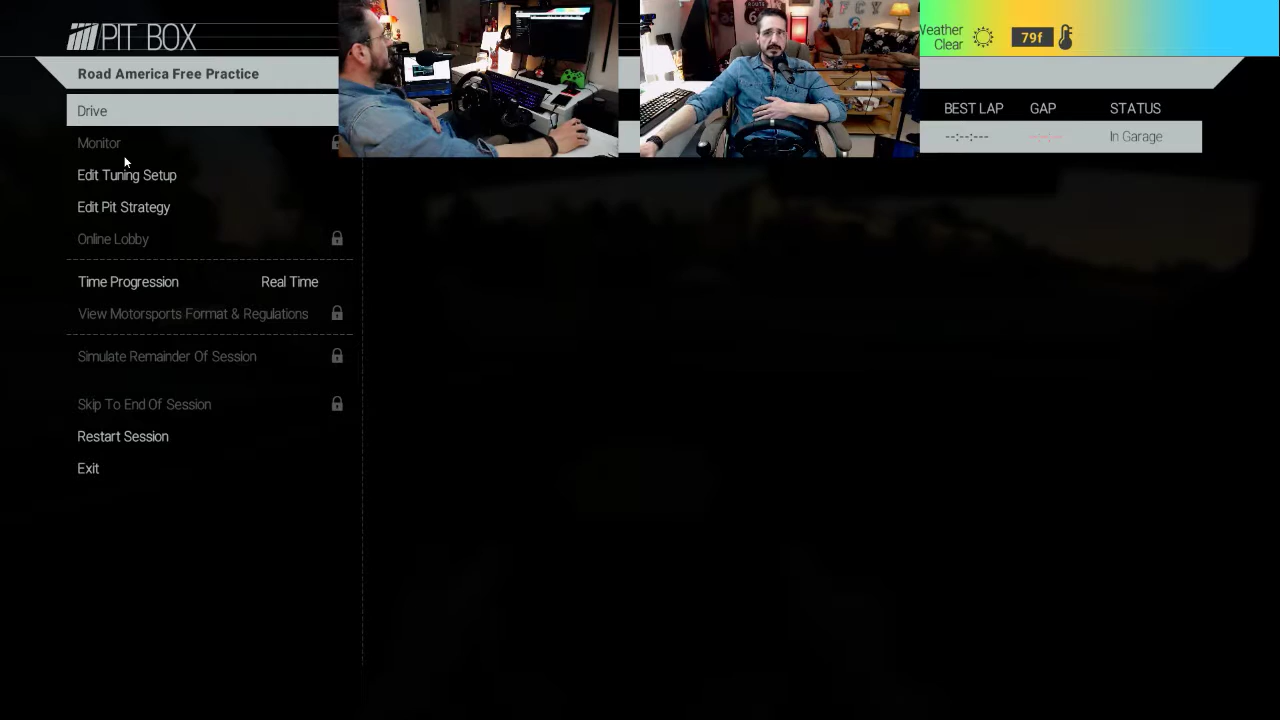 PIT BOX
Weather
Clear
79f
Road America Free Practice
BEST LAP GAP STATUS
--:--:--- --:--:--- In Garage
Drive
Monitor
Edit Tuning Setup
Edit Pit Strategy
Online Lobby
Time Progression Real Time
View Motorsports Format & Regulations
Simulate Remainder Of Session
Skip To End Of Session
Restart Session
Exit